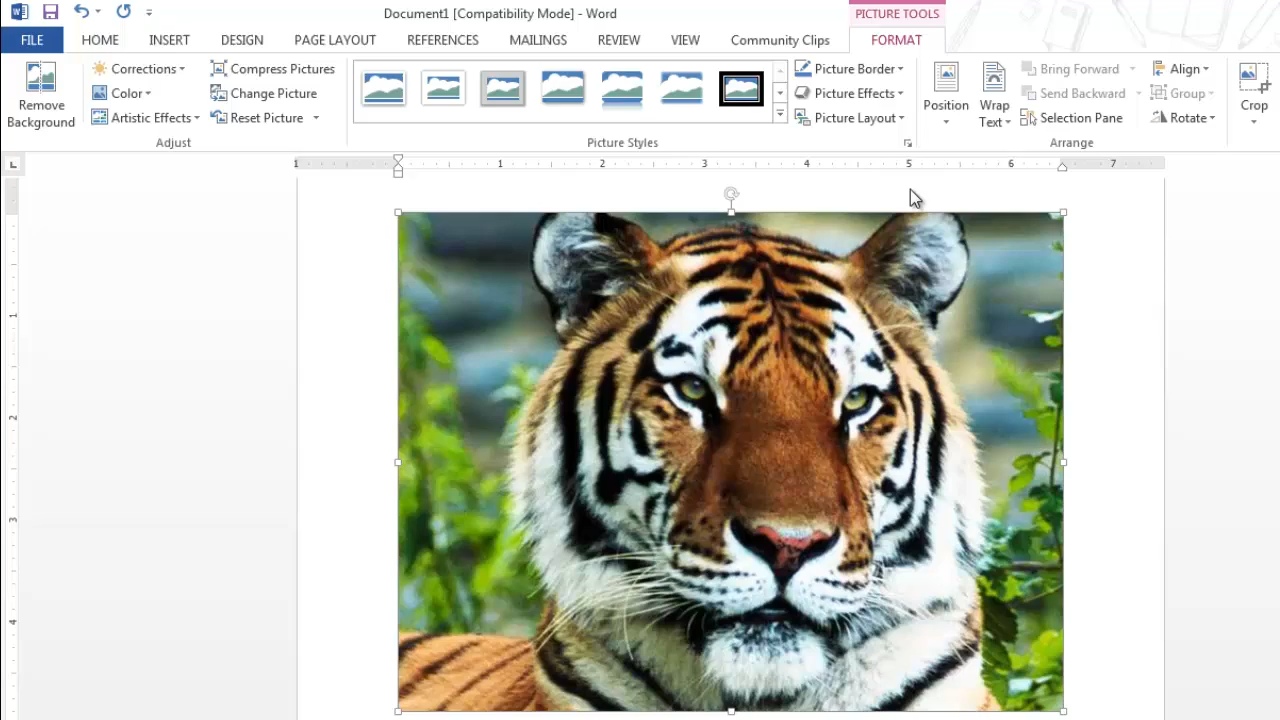 Document1 [Compatibility Mode] - Word
PICTURE TOOLS
FILE HOME INSERT DESIGN PAGE LAYOUT REFERENCES MAILINGS REVIEW VIEW Community Clips FORMAT
Remove Background
Corrections
Color
Artistic Effects
Compress Pictures
Change Picture
Reset Picture
Adjust
Picture Styles
Picture Border
Picture Effects
Picture Layout
Position
Wrap Text
Bring Forward
Send Backward
Selection Pane
Align
Group
Rotate
Arrange
Crop
1 1 2 3 4 5 6 7
1
2
3
4